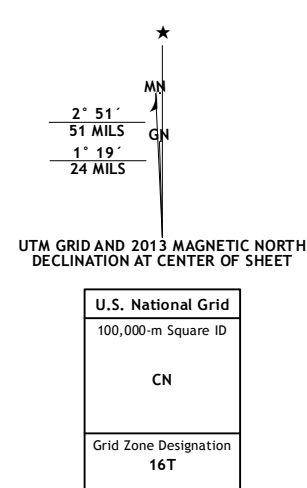 ★
MN
GN
2° 51´
51 MILS
1° 19´
24 MILS
UTM GRID AND 2013 MAGNETIC NORTH
DECLINATION AT CENTER OF SHEET
U.S. National Grid
100,000-m Square ID
CN
Grid Zone Designation
16T